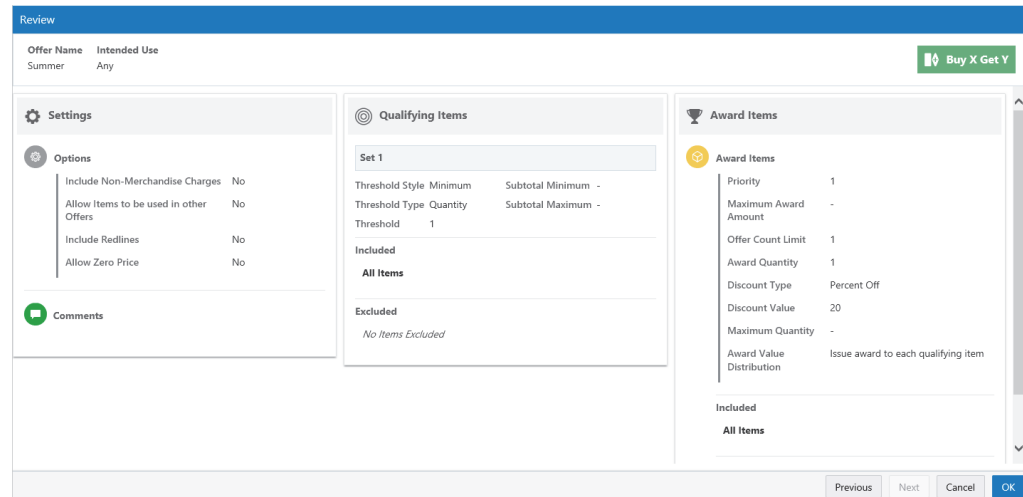 Review
Offer Name Intended Use
Summer Any
Buy X Get Y
Settings
Options
Include Non-Merchandise Charges No
Allow Items to be used in other No
Offers
Include Redlines No
Allow Zero Price No
Comments
Qualifying Items
Set 1
Threshold Style Minimum Subtotal Minimum -
Threshold Type Quantity Subtotal Maximum -
Threshold 1
Included
All Items
Excluded
No Items Excluded
Award Items
Award Items
Priority 1
Maximum Award -
Amount
Offer Count Limit 1
Award Quantity 1
Discount Type Percent Off
Discount Value 20
Maximum Quantity -
Award Value Issue award to each qualifying item
Distribution
Included
All Items
Previous Next Cancel OK